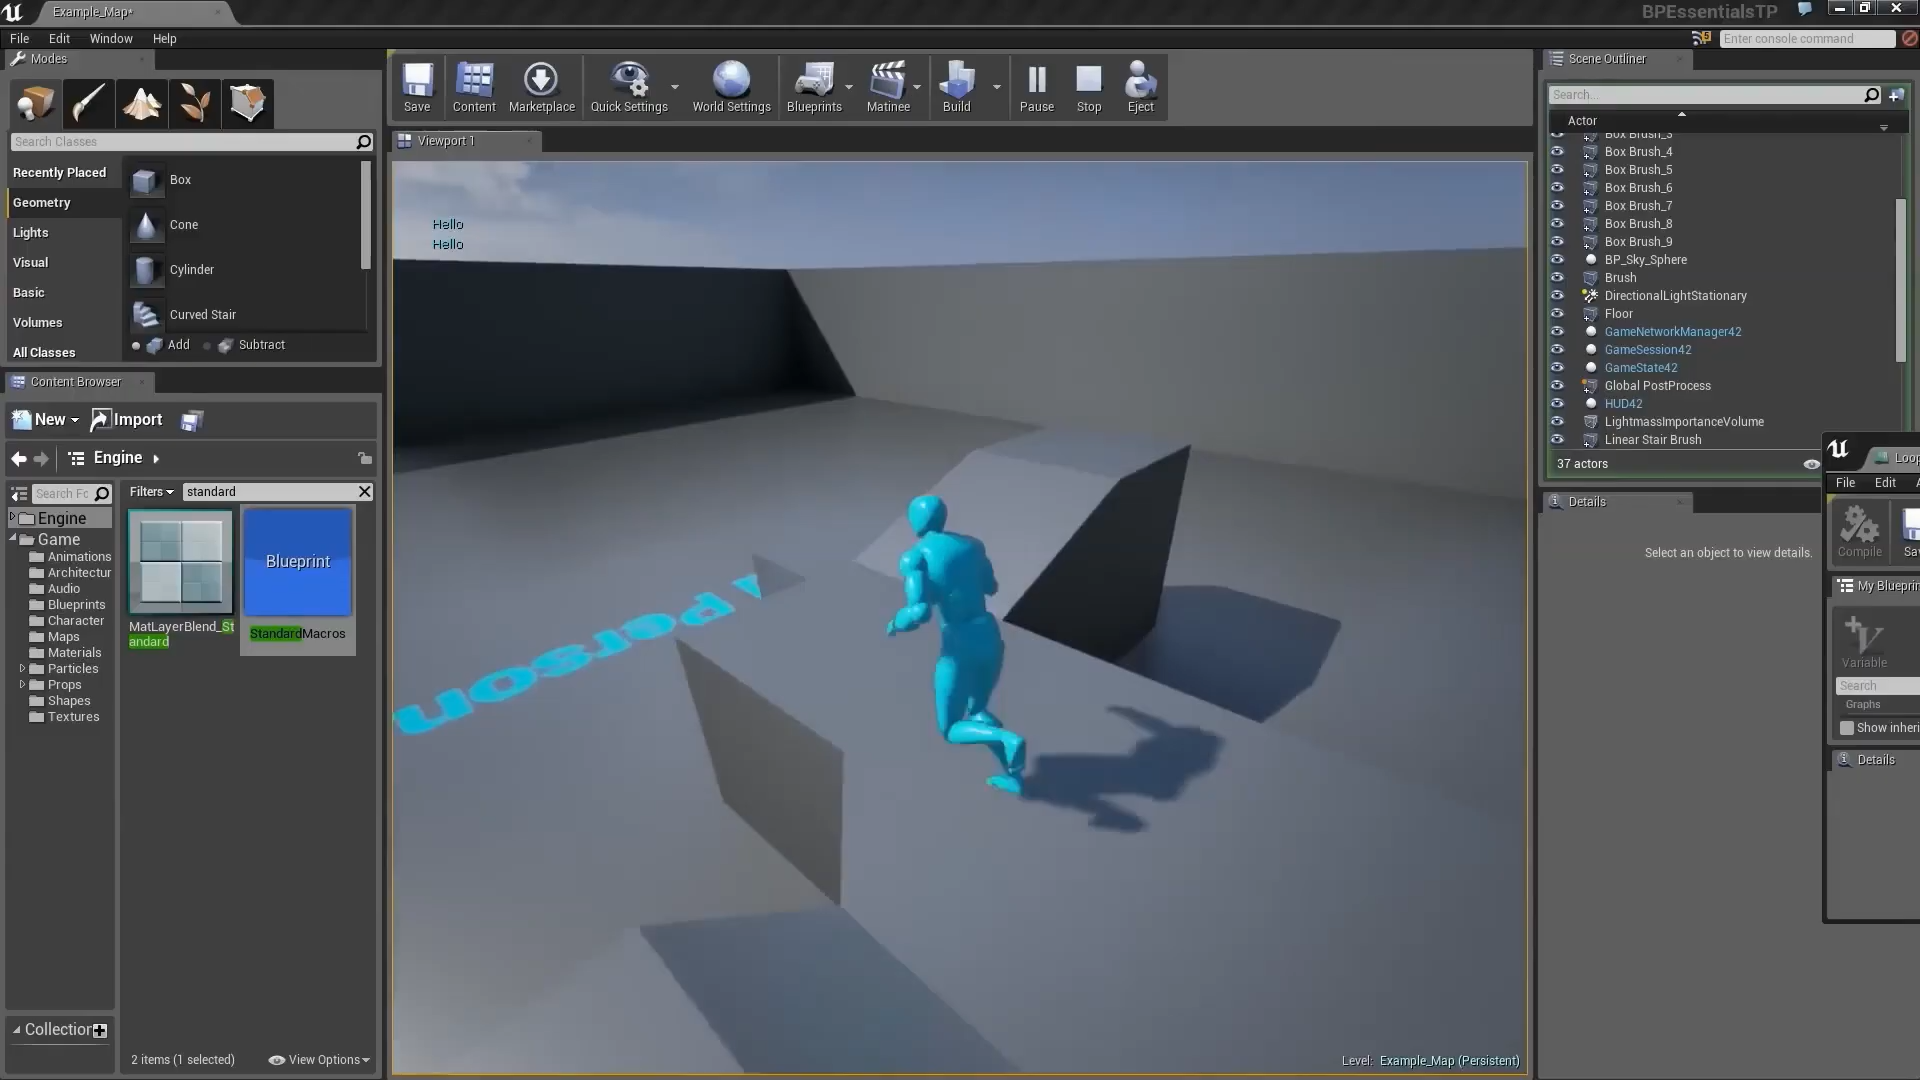 Example_Map*
BPEssentialsTP
File Edit Window Help
Enter console command
Modes
Search Classes
Recently Placed
Geometry
Lights
Visual
Basic
Volumes
All Classes
Box
Cone
Cylinder
Curved Stair
Add
Subtract
Save
Content
Marketplace
Quick Settings
World Settings
Blueprints
Matinee
Build
Pause
Stop
Eject
Viewport 1
Hello
Hello
person
Level: Example_Map (Persistent)
Content Browser
New
Import
Engine
Search Fo
Filters
standard
Engine
Game
Animations
Architectur
Audio
Blueprints
Character
Maps
Materials
Particles
Props
Shapes
Textures
Collection
MatLayerBlend_St
andard
Blueprint
StandardMacros
2 items (1 selected)
View Options
Scene Outliner
Search...
Actor
Box Brush_3
Box Brush_4
Box Brush_5
Box Brush_6
Box Brush_7
Box Brush_8
Box Brush_9
BP_Sky_Sphere
Brush
DirectionalLightStationary
Floor
GameNetworkManager42
GameSession42
GameState42
Global PostProcess
HUD42
LightmassImportanceVolume
Linear Stair Brush
37 actors
Details
Select an object to view details.
Loop
File Edit A
Compile
Sav
My Blueprin
Variable
Search
Graphs
Show inheri
Details